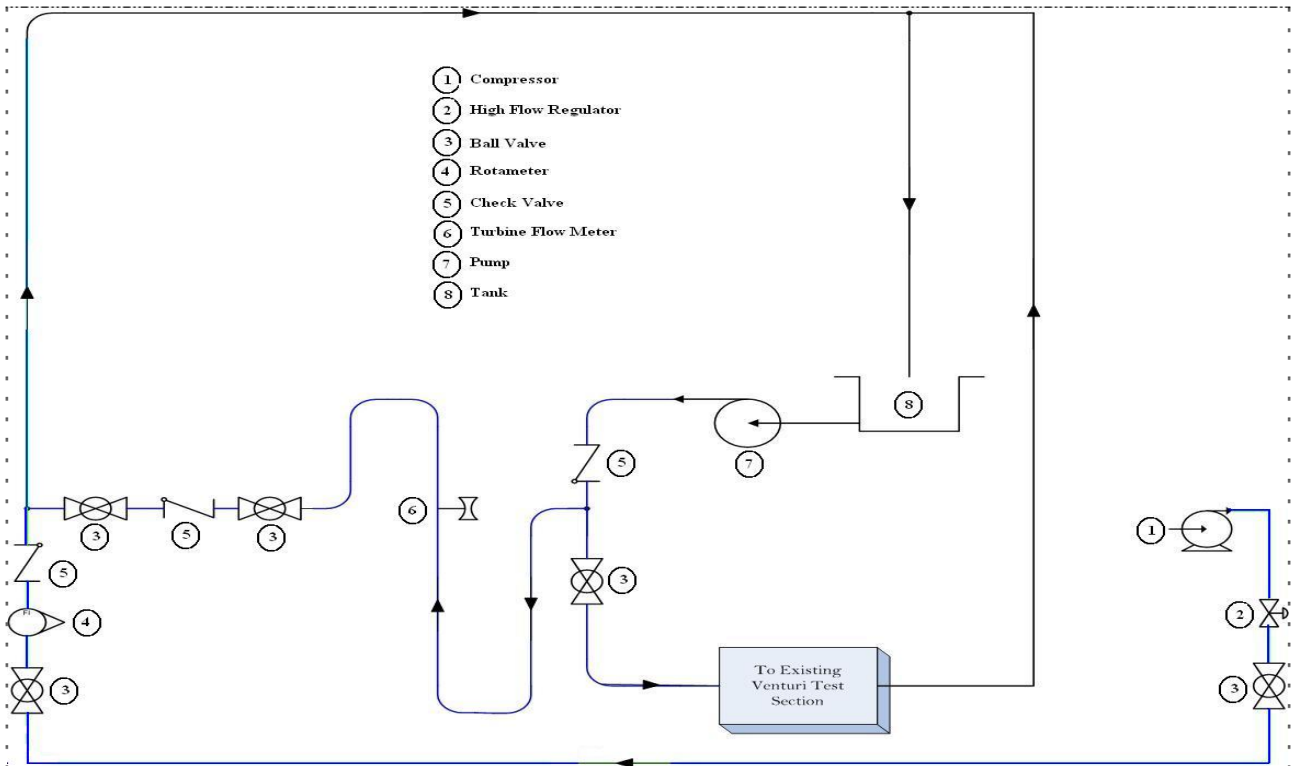 1 Compressor
2 High Flow Regulator
3 Ball Valve
4 Rotameter
5 Check Valve
6 Turbine Flow Meter
7 Pump
8 Tank
8
5
7
6
3
5
3
1
5
3
2
4
FI
To Existing
Venturi Test
Section
3
3